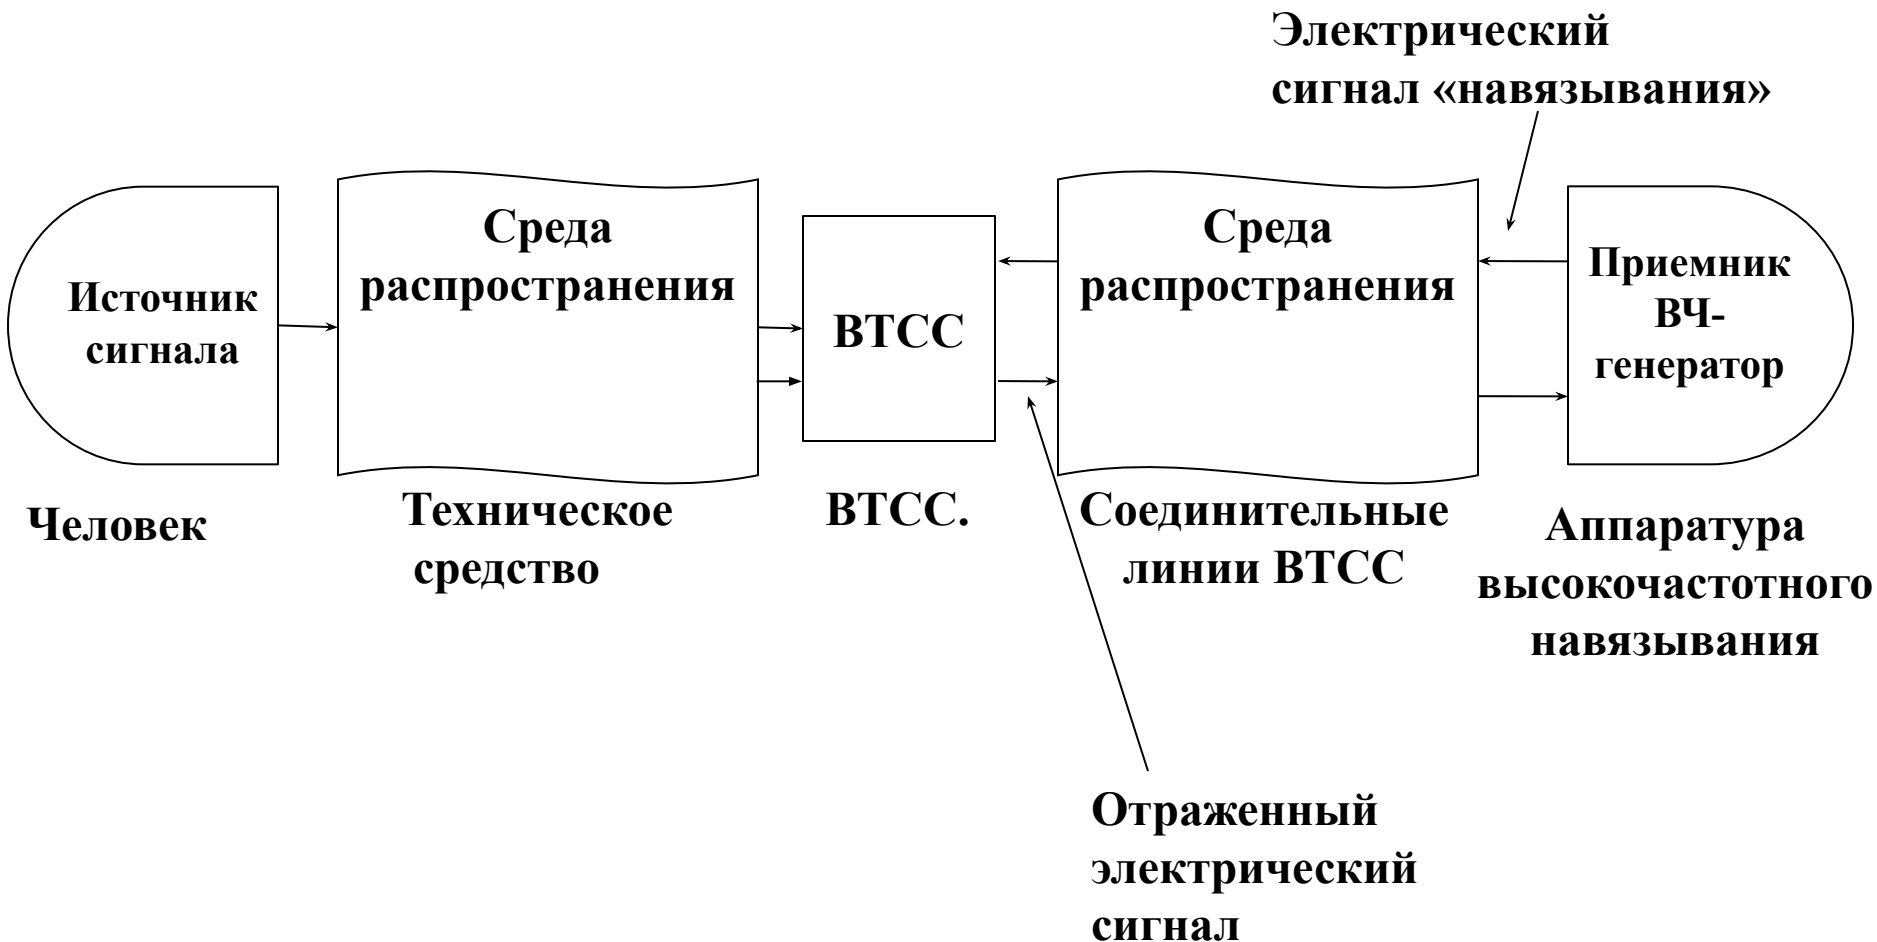 Электрический
сигнал «навязывания»
Источник
сигнала
Среда
распространения
ВТСС
Среда
распространения
Приемник
ВЧ-
генератор
Человек
Техническое
средство
ВТСС.
Соединительные
линии ВТСС
Аппаратура
высокочастотного
навязывания
Отраженный
электрический
сигнал